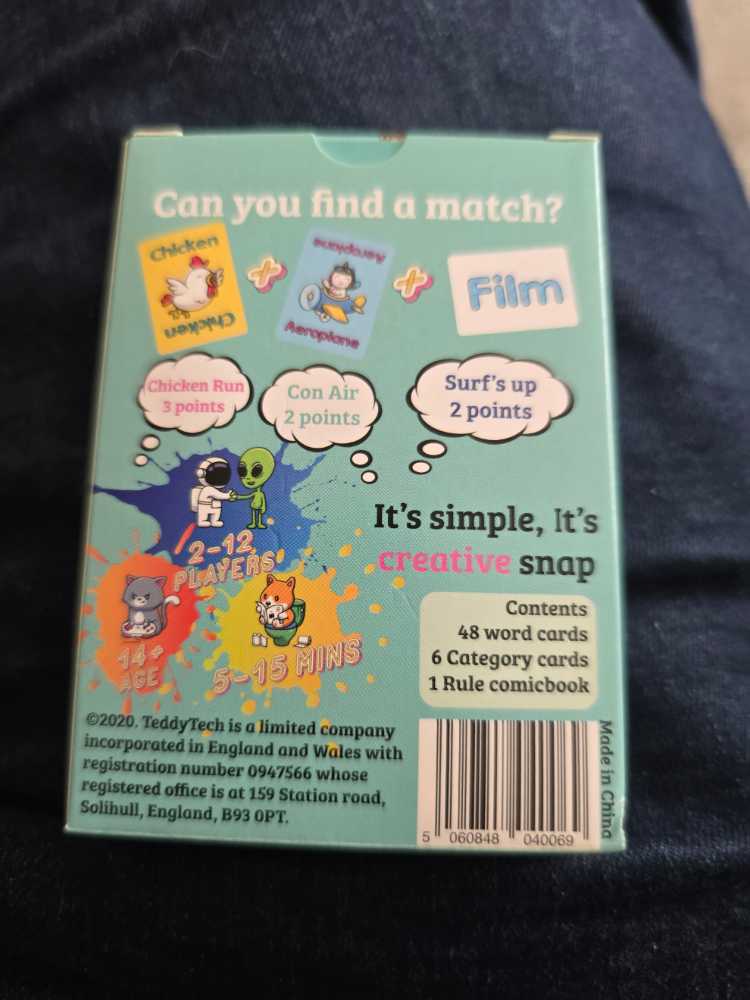 Can you find a match?
Chicken
Chicken
Aeroplane
Aeroplane
Film
Chicken Run
3 points
Con Air
2 points
Surf's up
2 points
It's simple, It's
creative snap
2-12
PLAYERS
14+
AGE
5-15 MINS
Contents
48 word cards
6 Category cards
1 Rule comicbook
©2020. TeddyTech is a limited company
incorporated in England and Wales with
registration number 0947566 whose
registered office is at 159 Station road,
Solihull, England, B93 0PT.
Made in China
5 060848 040069